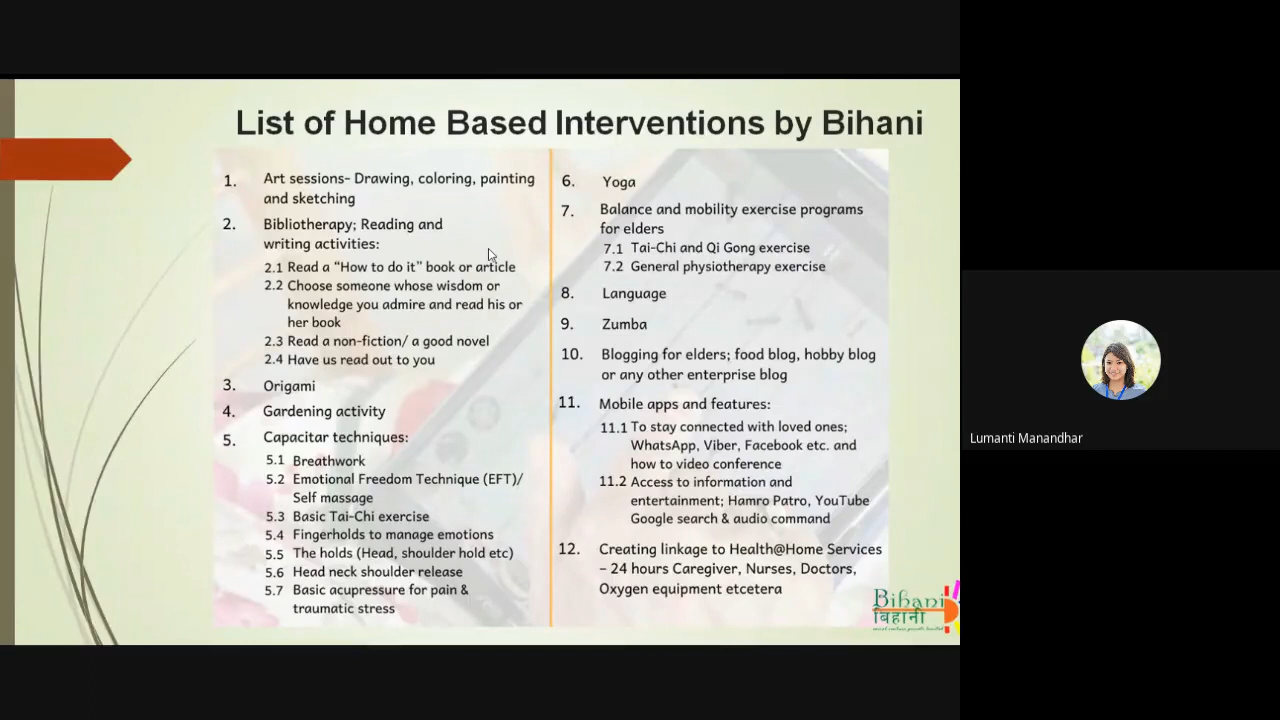 List of Home Based Interventions by Bihani
1. Art sessions- Drawing, coloring, painting
and sketching
2. Bibliotherapy; Reading and
writing activities:
2.1 Read a “How to do it” book or article
2.2 Choose someone whose wisdom or
knowledge you admire and read his or
her book
2.3 Read a non-fiction/ a good novel
2.4 Have us read out to you
3. Origami
4. Gardening activity
5. Capacitar techniques:
5.1 Breathwork
5.2 Emotional Freedom Technique (EFT)/
Self massage
5.3 Basic Tai-Chi exercise
5.4 Fingerholds to manage emotions
5.5 The holds (Head, shoulder hold etc)
5.6 Head neck shoulder release
5.7 Basic acupressure for pain &
traumatic stress
6. Yoga
7. Balance and mobility exercise programs
for elders
7.1 Tai-Chi and Qi Gong exercise
7.2 General physiotherapy exercise
8. Language
9. Zumba
10. Blogging for elders; food blog, hobby blog
or any other enterprise blog
11. Mobile apps and features:
11.1 To stay connected with loved ones;
WhatsApp, Viber, Facebook etc. and
how to video conference
11.2 Access to information and
entertainment; Hamro Patro, YouTube
Google search & audio command
12. Creating linkage to Health@Home Services
– 24 hours Caregiver, Nurses, Doctors,
Oxygen equipment etcetera
Bihani
बिहानी
Lumanti Manandhar